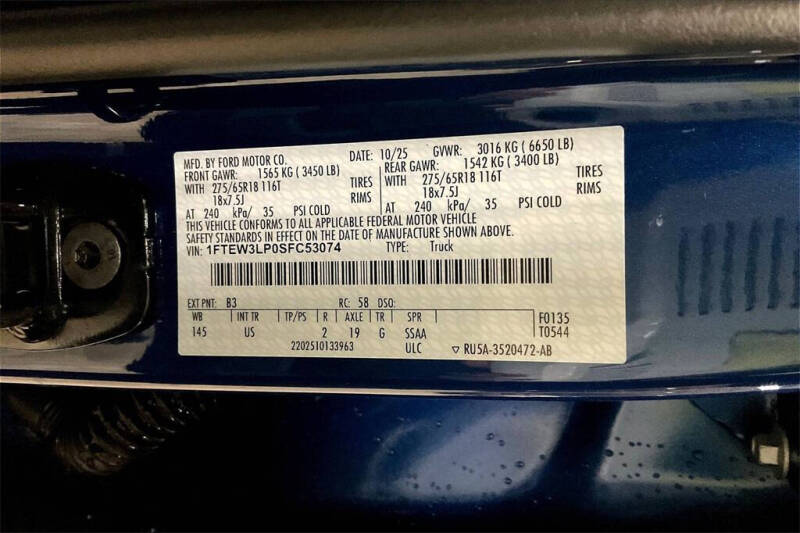 MFD. BY FORD MOTOR CO. DATE: 10/25 GVWR: 3016 KG ( 6650 LB)
FRONT GAWR: 1565 KG ( 3450 LB) REAR GAWR: 1542 KG ( 3400 LB)
WITH 275/65R18 116T TIRES WITH 275/65R18 116T TIRES
18x7.5J RIMS 18x7.5J RIMS
AT 240 kPa/ 35 PSI COLD AT 240 kPa/ 35 PSI COLD
THIS VEHICLE CONFORMS TO ALL APPLICABLE FEDERAL MOTOR VEHICLE
SAFETY STANDARDS IN EFFECT ON THE DATE OF MANUFACTURE SHOWN ABOVE
VIN: 1FTEW3LP0SFC53074 TYPE: Truck
EXT PNT: B3 RC: 58 DSO:
WB INT TR TP/PS R AXLE TR SPR F0135
145 US 2 19 G SSAA T0544
2202510133963 ULC ▽ RU5A-3520472-AB